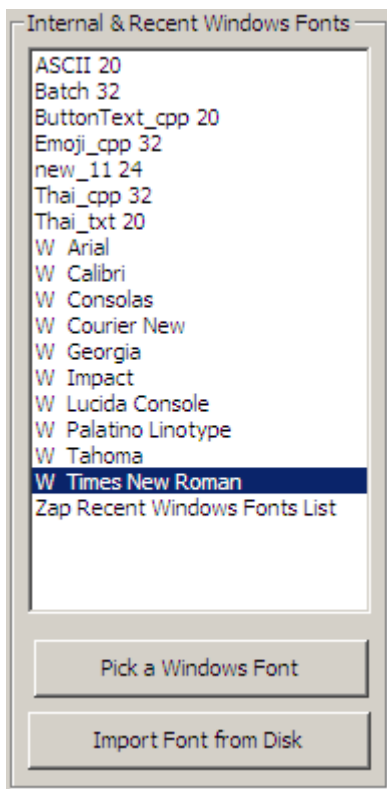 Internal & Recent Windows Fonts
ASCII 20
Batch 32
ButtonText_cpp 20
Emoji_cpp 32
new_11 24
Thai_cpp 32
Thai_txt 20
W  Arial
W  Calibri
W  Consolas
W  Courier New
W  Georgia
W  Impact
W  Lucida Console
W  Palatino Linotype
W  Tahoma
W  Times New Roman
Zap Recent Windows Fonts List
Pick a Windows Font
Import Font from Disk